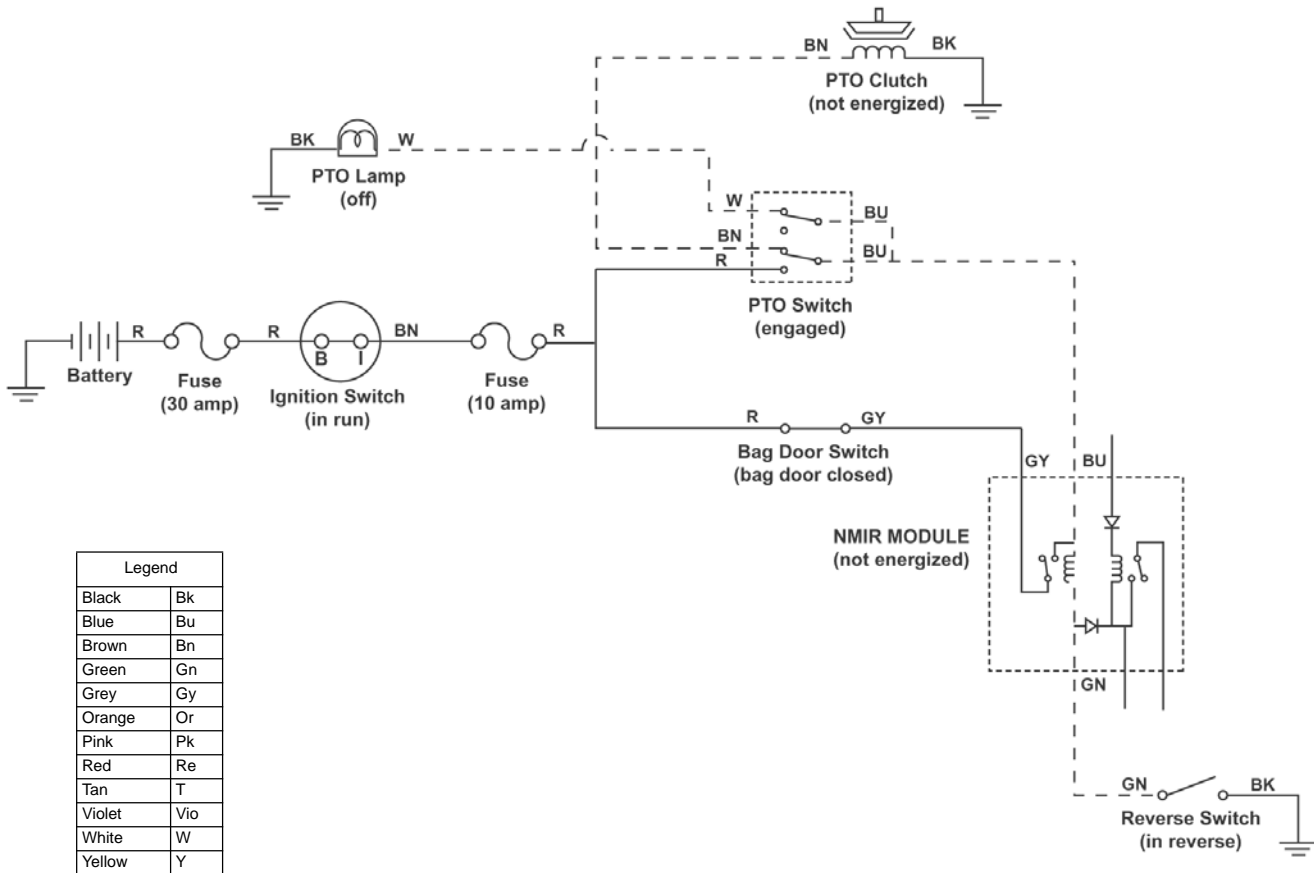 BN
BK
PTO Clutch
(not energized)
BK
W
PTO Lamp
(off)
W
BU
BN
BU
R
PTO Switch
(engaged)
R
R
BN
R
B
I
Battery
Fuse
(30 amp)
Ignition Switch
(in run)
Fuse
(10 amp)
R
GY
Bag Door Switch
(bag door closed)
GY
BU
NMIR MODULE
(not energized)
GN
GN
BK
Reverse Switch
(in reverse)
Legend
Black Bk
Blue Bu
Brown Bn
Green Gn
Grey Gy
Orange Or
Pink Pk
Red Re
Tan T
Violet Vio
White W
Yellow Y